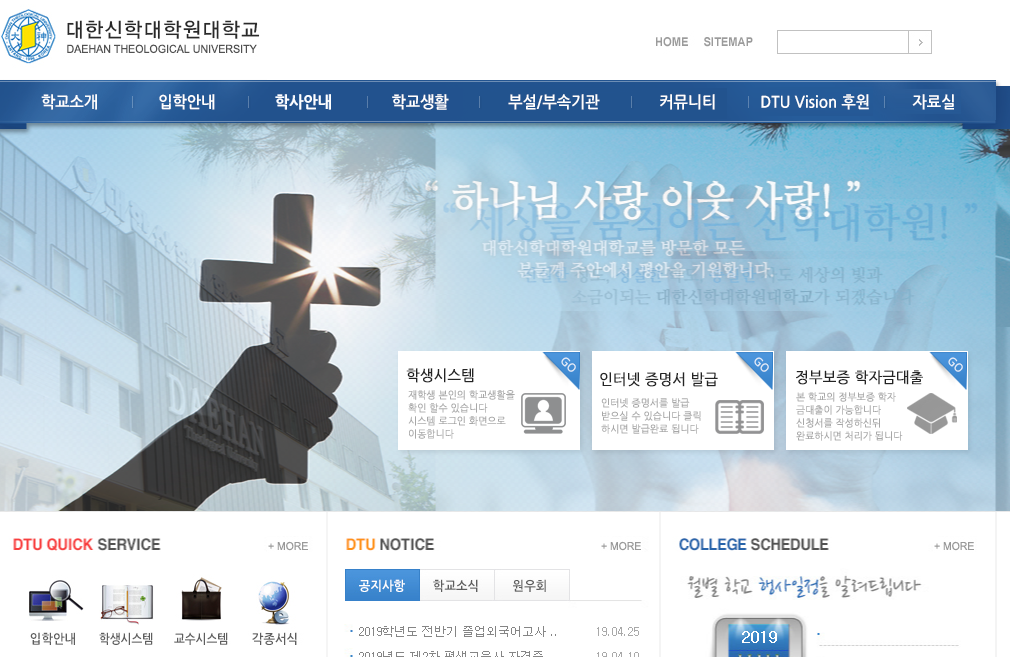 대한신학대학원대학교
DAEHAN THEOLOGICAL UNIVERSITY
HOME SITEMAP
학교소개 입학안내 학사안내 학교생활 부설/부속기관 커뮤니티 DTU Vision 후원 자료실
“ 하나님 사랑 이웃 사랑! ”
“ 세상을 움직이는 신학대학원! ”
대한신학대학원대학교를 방문한 모든
분들께 주안에서 평안을 기원합니다.
도 세상의 빛과
소금이되는 대한신학대학원대학교가 되겠습니다
학생시스템
GO
재학생 본인의 학교생활을
확인 할수 있습니다
시스템 로그인 화면으로
이동합니다
인터넷 증명서 발급
GO
인터넷 증명서를 발급
받으실 수 있습니다 클릭
하시면 발급완료 됩니다
정부보증 학자금대출
GO
본 학교의 정부보증 학자
금대출이 가능합니다
신청서를 작성하신뒤
완료하시면 처리가 됩니다
DTU QUICK SERVICE
+ MORE
입학안내 학생시스템 교수시스템 각종서식
DTU NOTICE
+ MORE
공지사항 학교소식 원우회
2019학년도 전반기 졸업외국어고사 ..
19.04.25
2019년도 제2차 평생교육사 자격증
19.04.10
COLLEGE SCHEDULE
+ MORE
월별 학교 행사일정을 알려드립니다
2019